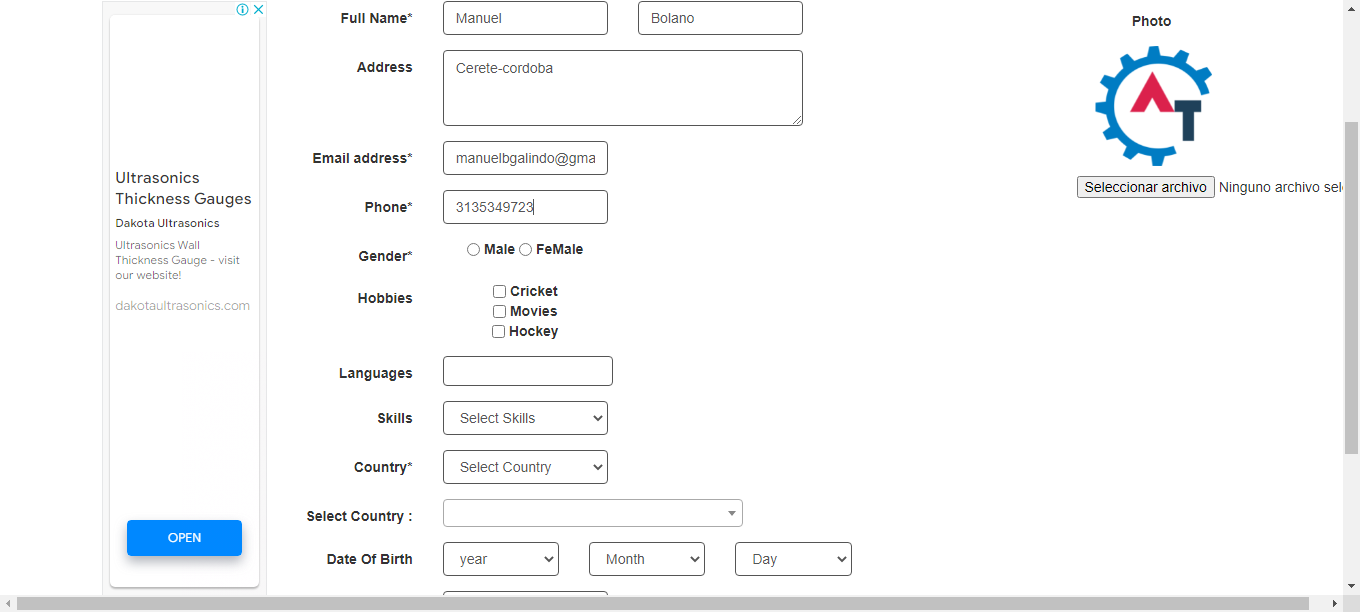 Full Name* Manuel Bolano
Photo
Address Cerete-cordoba
AT
Email address* manuelbgalindo@gma
Ultrasonics
Thickness Gauges
Seleccionar archivo Ninguno archivo sel
Phone* 3135349723
Dakota Ultrasonics
Ultrasonics Wall
Thickness Gauge - visit
our website!
Gender* Male FeMale
dakotaultrasonics.com
Hobbies Cricket
Movies
Hockey
Languages
Skills Select Skills
Country* Select Country
Select Country :
OPEN
Date Of Birth year Month Day